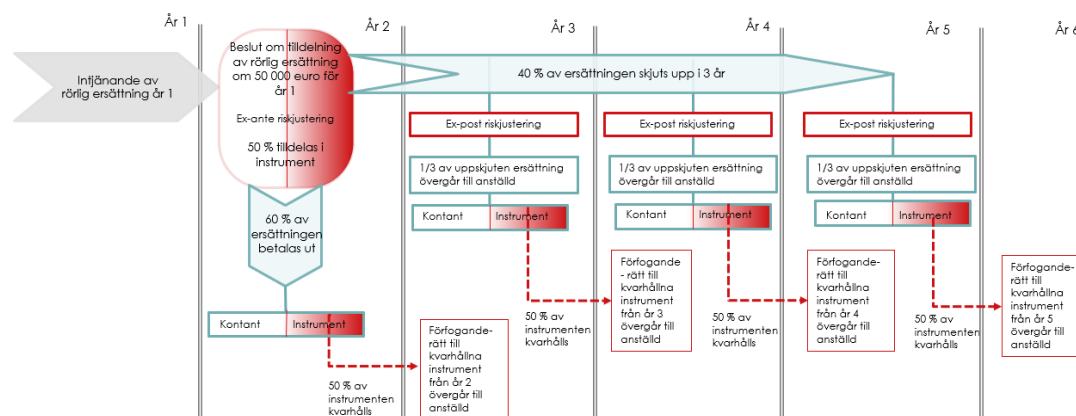 År 1
År 2
År 3
År 4
År 5
År 6
Intjänande av
rörlig ersättning år 1
Beslut om tilldelning
av rörlig ersättning
om 50 000 euro för
år 1
Ex-ante riskjustering
50 % tilldelas i
instrument
40 % av ersättningen skjuts upp i 3 år
60 % av
ersättningen
betalas ut
Kontant
Instrument
50 % av
instrumenten
kvarhålls
Förfogande-
rätt till
kvarhållna
instrument
från år 2
övergår till
anställd
Ex-post riskjustering
1/3 av uppskjuten ersättning
övergår till anställd
Kontant
Instrument
50 % av
instrumenten
kvarhålls
Förfogande
- rätt till
kvarhållna
instrument
från år 3
övergår till
anställd
Ex-post riskjustering
1/3 av uppskjuten ersättning
övergår till anställd
Kontant
Instrument
50 % av
instrumenten
kvarhålls
Förfogande-
rätt till
kvarhållna
instrument
från år 4
övergår till
anställd
Ex-post riskjustering
1/3 av uppskjuten ersättning
övergår till anställd
Kontant
Instrument
50 % av
instrumenten
kvarhålls
Förfogande-
rätt till
kvarhållna
instrument
från år 5
övergår till
anställd